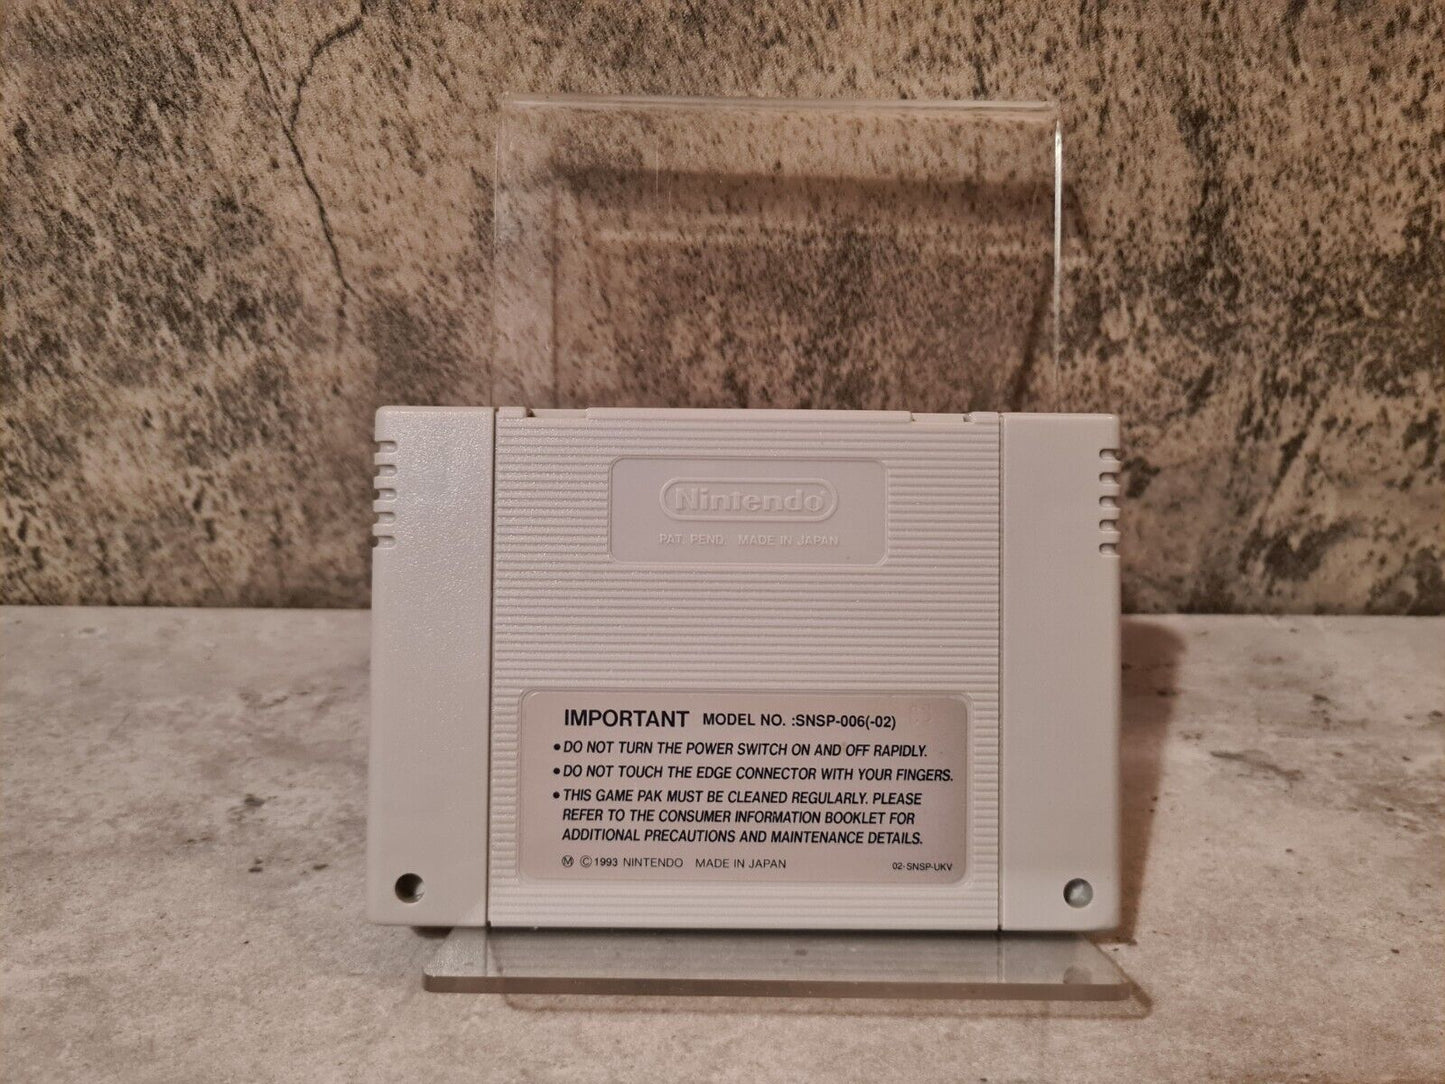 Nintendo
PAT. PEND. MADE IN JAPAN
IMPORTANT MODEL NO. :SNSP-006(-02)
• DO NOT TURN THE POWER SWITCH ON AND OFF RAPIDLY.
• DO NOT TOUCH THE EDGE CONNECTOR WITH YOUR FINGERS.
• THIS GAME PAK MUST BE CLEANED REGULARLY. PLEASE
REFER TO THE CONSUMER INFORMATION BOOKLET FOR
ADDITIONAL PRECAUTIONS AND MAINTENANCE DETAILS.
Ⓜ ©1993 NINTENDO MADE IN JAPAN 02-SNSP-UKV